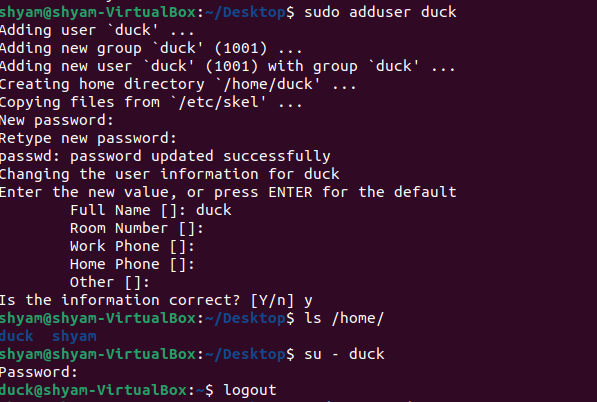 shyam@shyam-VirtualBox:~/Desktop$ sudo adduser duck
Adding user `duck' ...
Adding new group `duck' (1001) ...
Adding new user `duck' (1001) with group `duck' ...
Creating home directory `/home/duck' ...
Copying files from `/etc/skel' ...
New password:
Retype new password:
passwd: password updated successfully
Changing the user information for duck
Enter the new value, or press ENTER for the default
        Full Name []: duck
        Room Number []:
        Work Phone []:
        Home Phone []:
        Other []:
Is the information correct? [Y/n] y
shyam@shyam-VirtualBox:~/Desktop$ ls /home/
duck  shyam
shyam@shyam-VirtualBox:~/Desktop$ su - duck
Password:
duck@shyam-VirtualBox:~$ logout